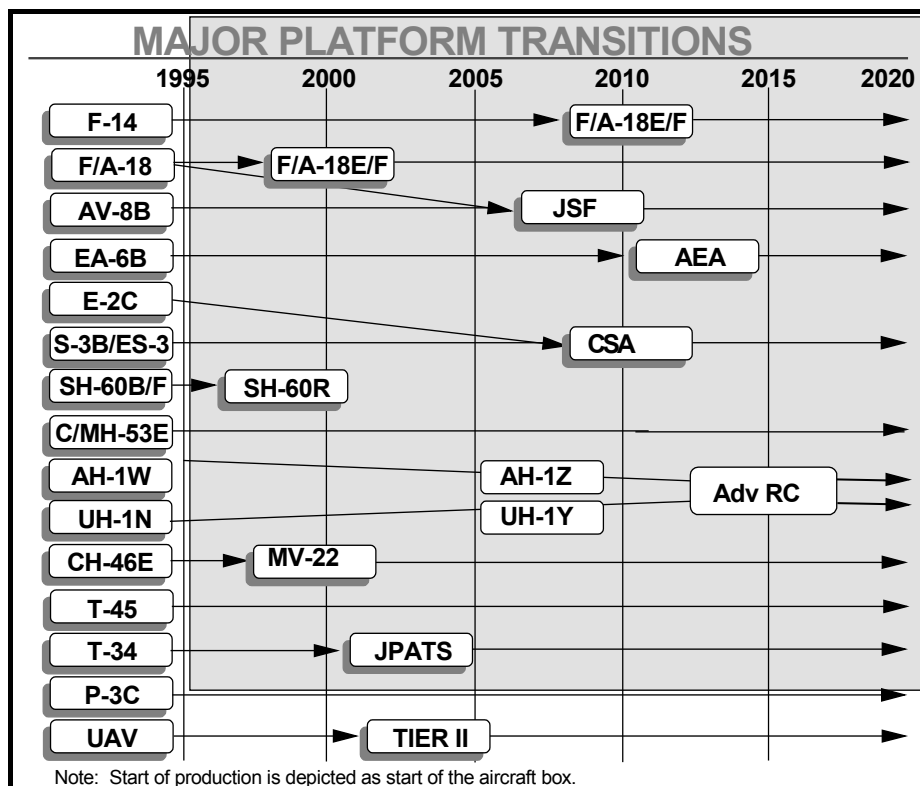 MAJOR PLATFORM TRANSITIONS
1995 2000 2005 2010 2015 2020
F-14 F/A-18E/F
F/A-18 F/A-18E/F
AV-8B JSF
EA-6B AEA
E-2C
S-3B/ES-3 CSA
SH-60B/F SH-60R
C/MH-53E
AH-1W AH-1Z
Adv RC
UH-1N UH-1Y
CH-46E MV-22
T-45
T-34 JPATS
P-3C
UAV TIER II
Note: Start of production is depicted as start of the aircraft box.